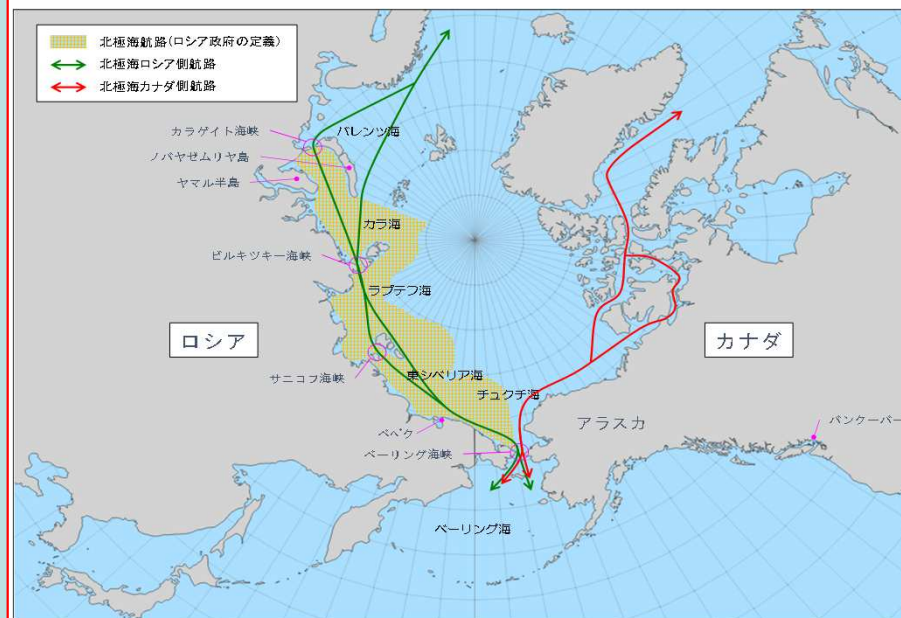 北極海航路(ロシア政府の定義)
北極海ロシア側航路
北極海カナダ側航路
カラゲイト海峡
バレンツ海
ノバヤゼムリヤ島
ヤマル半島
カラ海
ビルキツキー海峡
ラプテフ海
ロシア
カナダ
サニコフ海峡
東シベリア海
チュクチ海
ペベク
アラスカ
バンクーバー
ベーリング海峡
ベーリング海